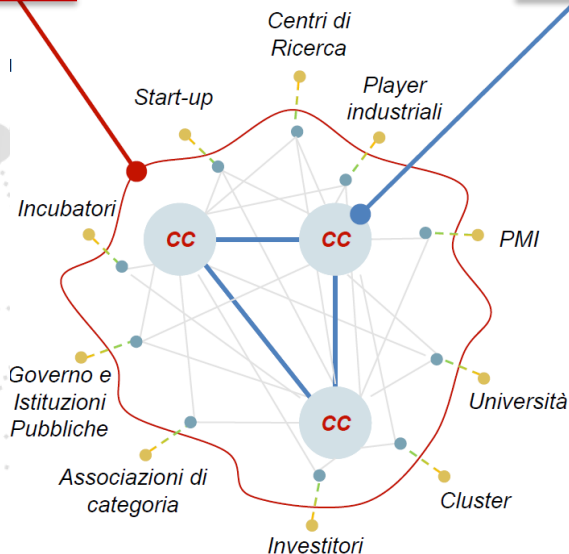 Centri di
Ricerca
Player
industriali
Start-up
Incubatori
CC
CC
PMI
Governo e
Istituzioni
Pubbliche
Università
CC
Associazioni di
categoria
Cluster
Investitori